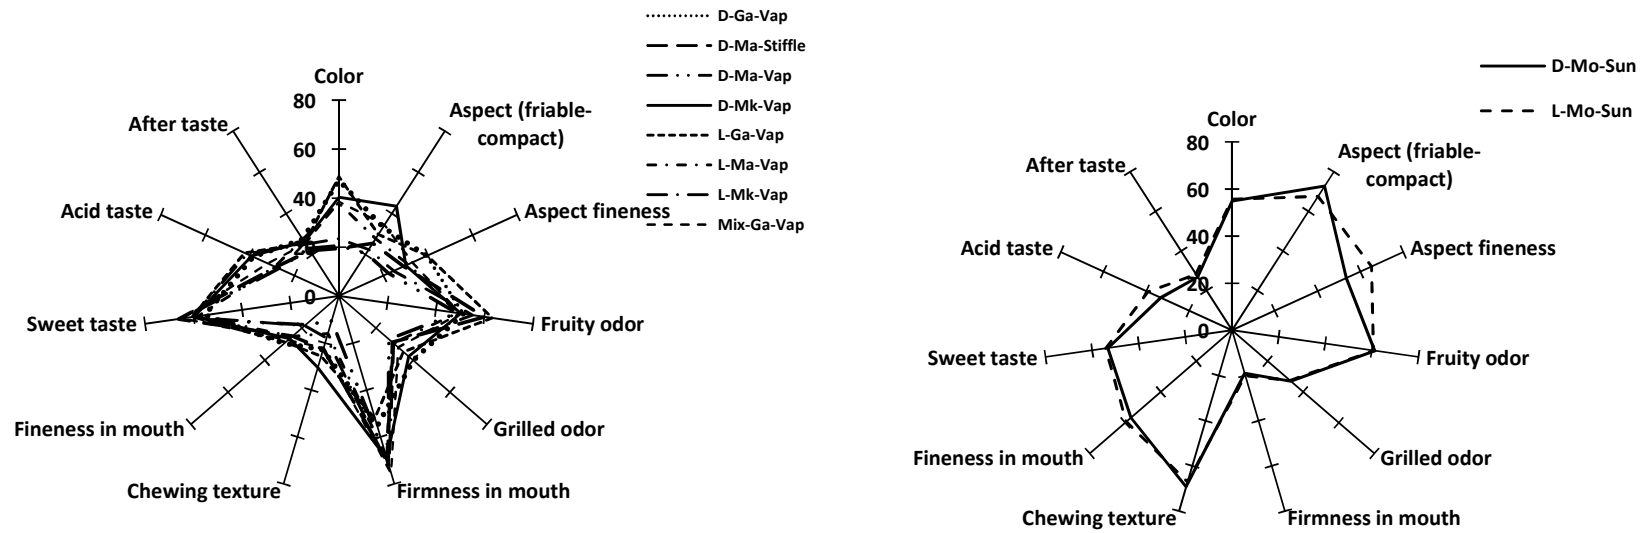 D-Ga-Vap
D-Ma-Stiffle
D-Ma-Vap
D-Mk-Vap
L-Ga-Vap
L-Ma-Vap
L-Mk-Vap
Mix-Ga-Vap
Color
80
60
40
20
0
Aspect (friable-
compact)
Aspect fineness
Fruity odor
Grilled odor
Firmness in mouth
Chewing texture
Fineness in mouth
Sweet taste
Acid taste
After taste
D-Mo-Sun
L-Mo-Sun
Color
80
60
40
20
0
Aspect (friable-
compact)
Aspect fineness
Fruity odor
Grilled odor
Firmness in mouth
Chewing texture
Fineness in mouth
Sweet taste
Acid taste
After taste